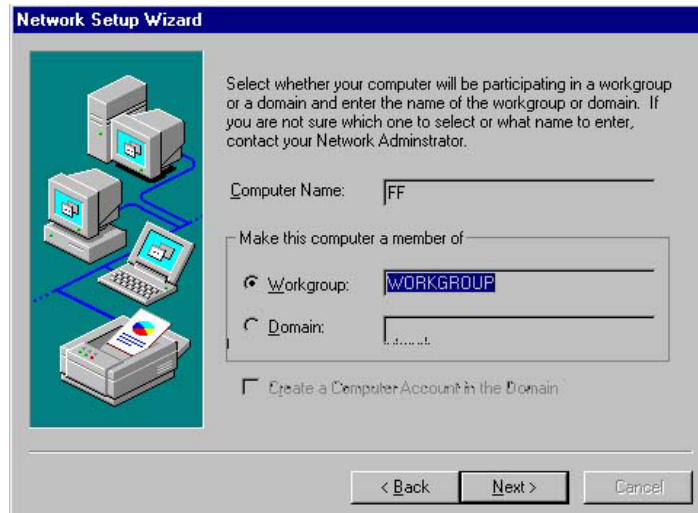 Network Setup Wizard
Select whether your computer will be participating in a workgroup
or a domain and enter the name of the workgroup or domain. If
you are not sure which one to select or what name to enter,
contact your Network Adminstrator.
Computer Name: FF
Make this computer a member of
Workgroup: WORKGROUP
Domain:
Create a Computer Account in the Domain
< Back Next > Cancel